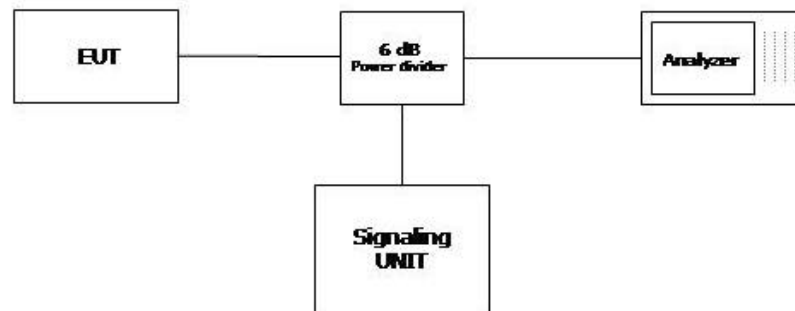 EUT
6 dB
Power divider
Analyzer
Signaling
UNIT